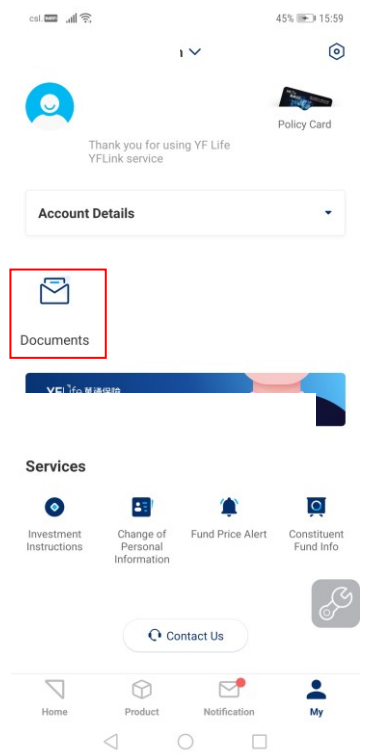 csl.
45% 15:59
Policy Card
Thank you for using YF Life
YFLink service
Account Details
Documents
YF Life 萬通保險
Services
Investment
Instructions
Change of
Personal
Information
Fund Price Alert
Constituent
Fund Info
Contact Us
Home
Product
Notification
My